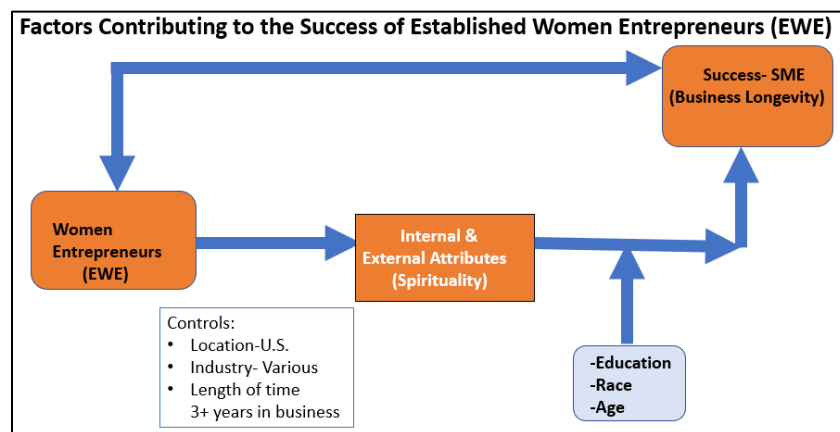 Factors Contributing to the Success of Established Women Entrepreneurs (EWE)
Success- SME
(Business Longevity)
Women
Entrepreneurs
(EWE)
Internal &
External Attributes
(Spirituality)
Controls:
• Location-U.S.
• Industry- Various
• Length of time
3+ years in business
-Education
-Race
-Age